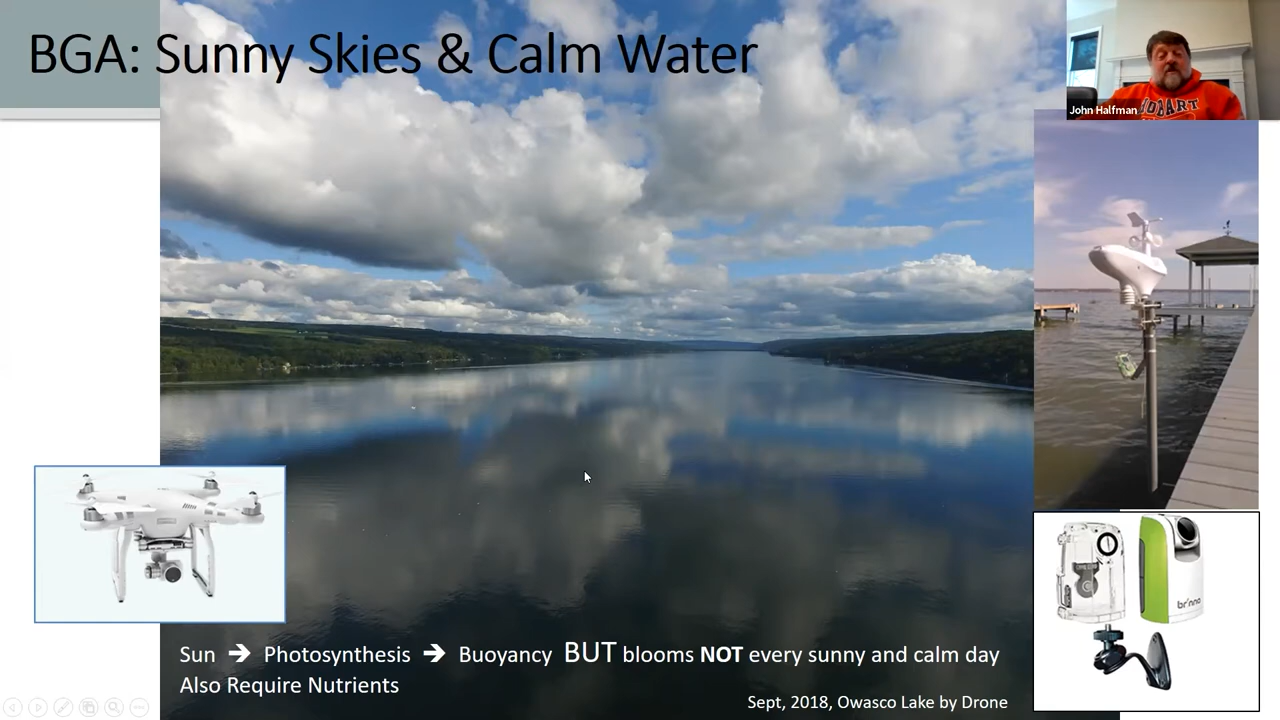 BGA: Sunny Skies & Calm Water
John Halfman
HOBART
brinno
Sun → Photosynthesis → Buoyancy BUT blooms NOT every sunny and calm day
Also Require Nutrients
Sept, 2018, Owasco Lake by Drone